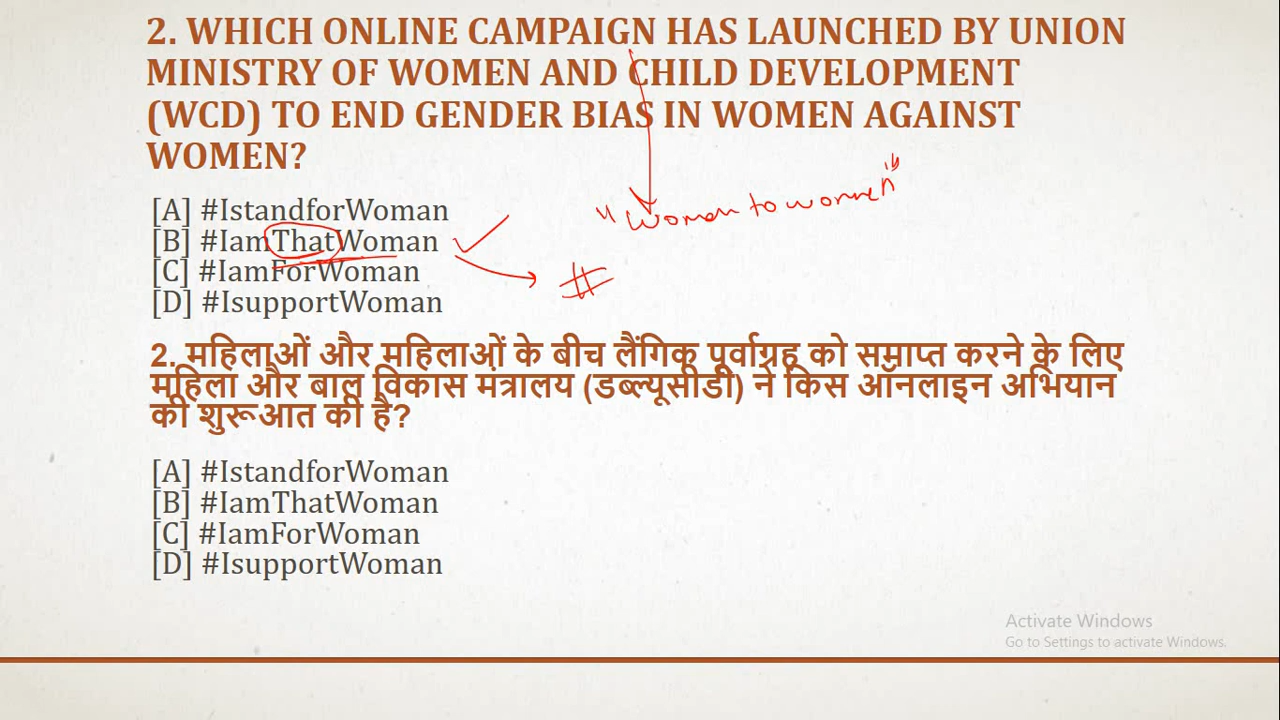 2. WHICH ONLINE CAMPAIGN HAS LAUNCHED BY UNION
MINISTRY OF WOMEN AND CHILD DEVELOPMENT
(WCD) TO END GENDER BIAS IN WOMEN AGAINST
WOMEN?
[A] #IstandforWoman
"Women to women"
[B] #IamThatWoman
#
[C] #IamForWoman
[D] #IsupportWoman
2. महिलाओं और महिलाओं के बीच लैंगिक पूर्वाग्रह को समाप्त करने के लिए
महिला और बाल विकास मंत्रालय (डब्ल्यूसीडी) ने किस ऑनलाइन अभियान
की शुरूआत की है?
[A] #IstandforWoman
[B] #IamThatWoman
[C] #IamForWoman
[D] #IsupportWoman
Activate Windows
Go to Settings to activate Windows.